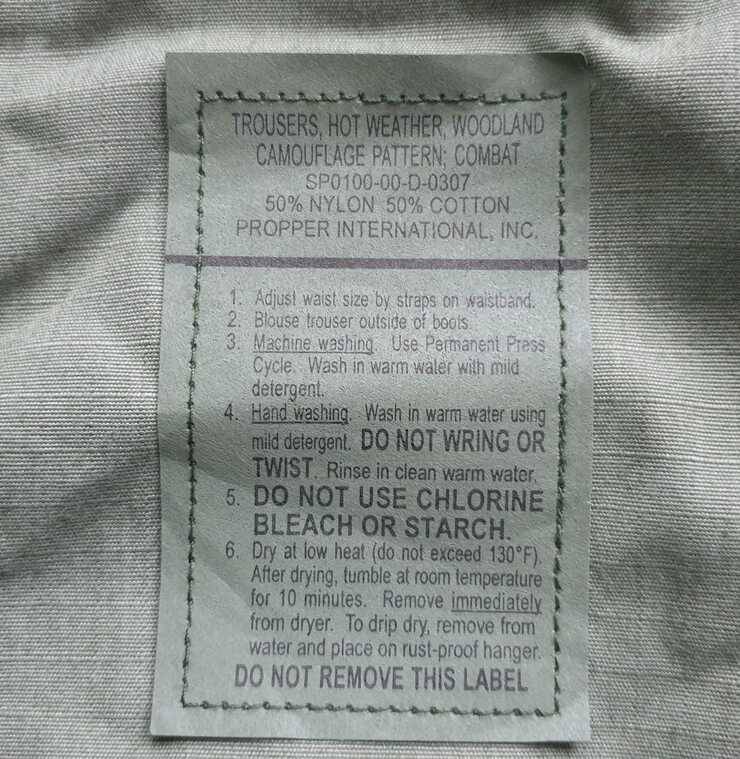 TROUSERS, HOT WEATHER, WOODLAND
CAMOUFLAGE PATTERN; COMBAT
SP0100-00-D-0307
50% NYLON 50% COTTON
PROPPER INTERNATIONAL, INC.
1. Adjust waist size by straps on waistband.
2. Blouse trouser outside of boots.
3. Machine washing. Use Permanent Press
Cycle. Wash in warm water with mild
detergent.
4. Hand washing. Wash in warm water using
mild detergent. DO NOT WRING OR
TWIST. Rinse in clean warm water.
5. DO NOT USE CHLORINE
BLEACH OR STARCH.
6. Dry at low heat (do not exceed 130°F).
After drying, tumble at room temperature
for 10 minutes. Remove immediately
from dryer. To drip dry, remove from
water and place on rust-proof hanger.
DO NOT REMOVE THIS LABEL